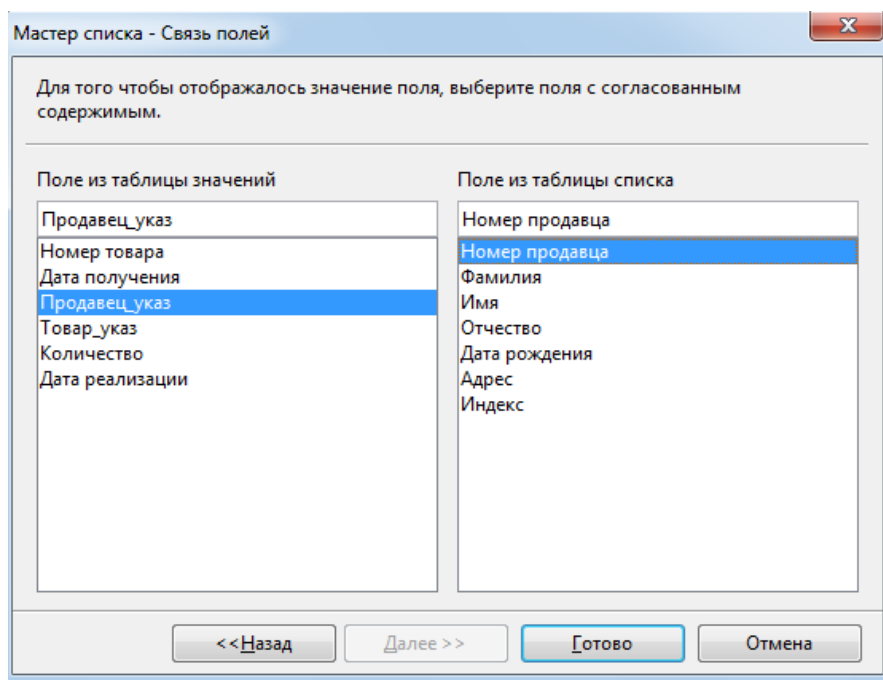 Мастер списка - Связь полей
X
Для того чтобы отображалось значение поля, выберите поля с согласованным
содержимым.
Поле из таблицы значений
Продавец_указ
Номер товара
Дата получения
Продавец_указ
Товар_указ
Количество
Дата реализации
Поле из таблицы списка
Номер продавца
Номер продавца
Фамилия
Имя
Отчество
Дата рождения
Адрес
Индекс
<<Назад
Далее >>
Готово
Отмена